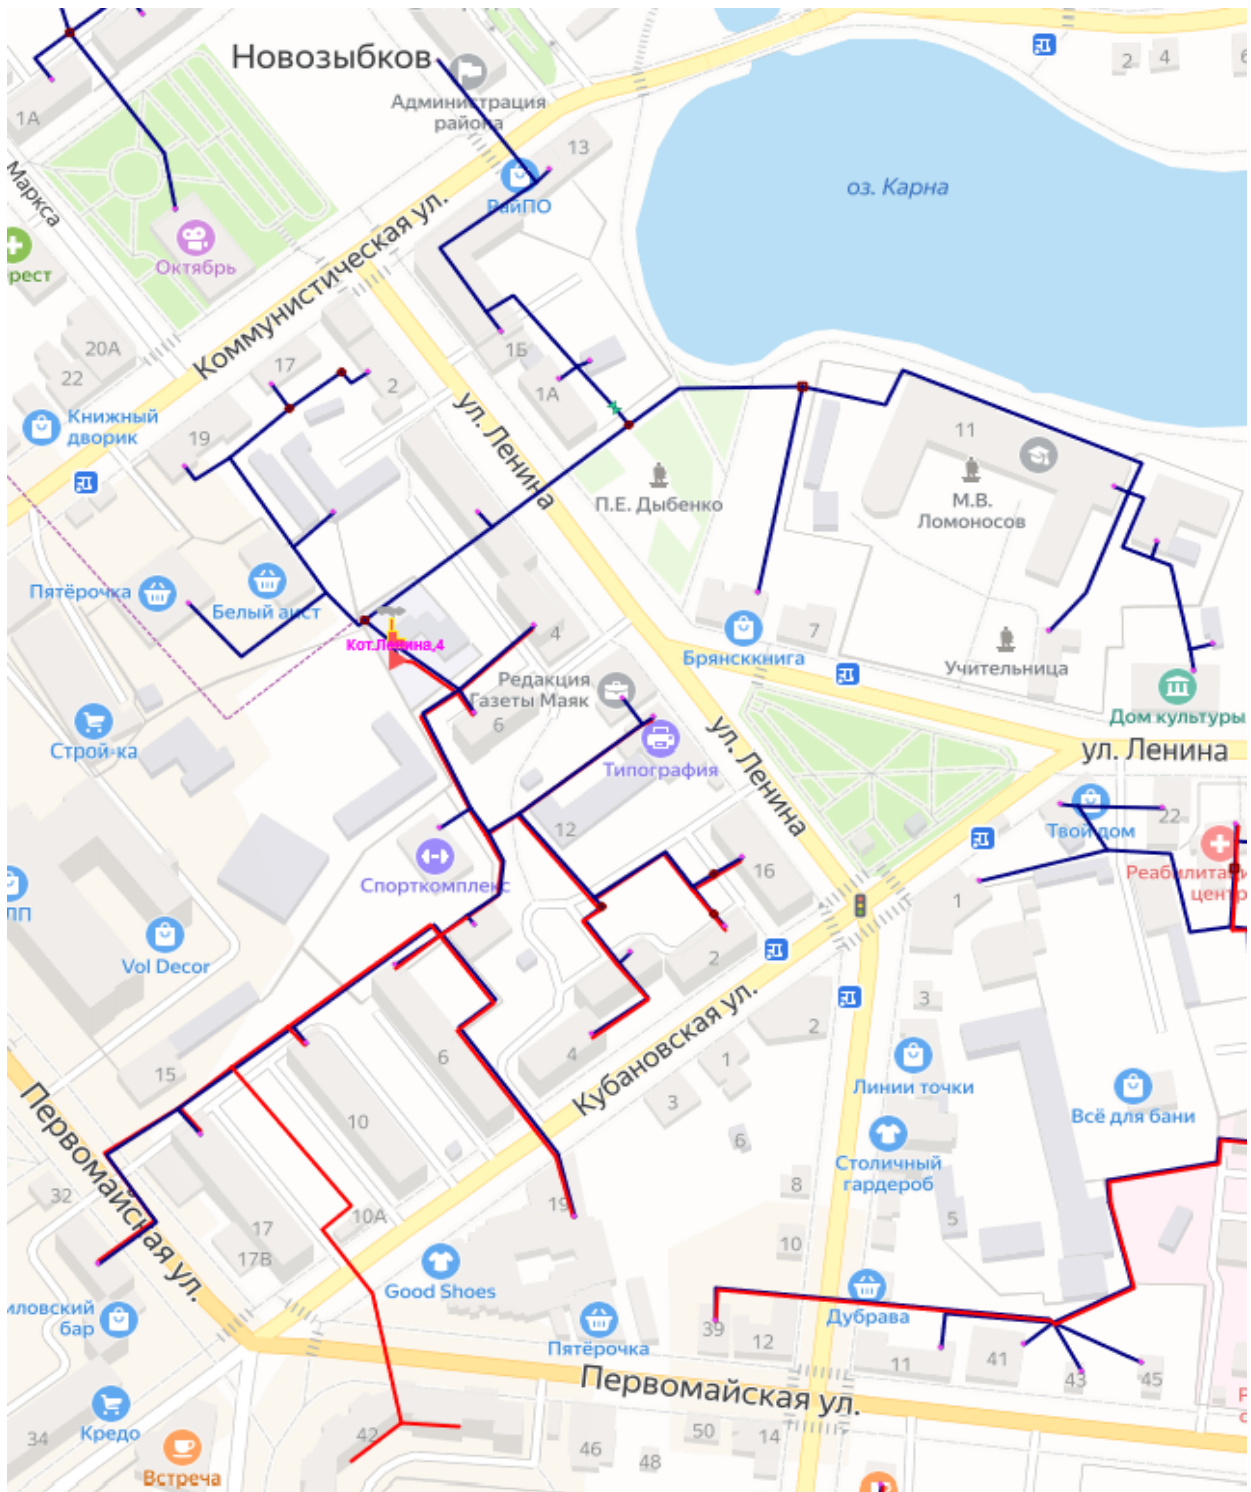 Новозыбков
Администрация
района
2
4
6
1А
13
РайПО
оз. Карна
Маркса
Октябрь
Коммунистическая ул.
20А
22
17
2
1Б
1А
ул. Ленина
Книжный
дворик
19
11
П.Е. Дыбенко
М.В.
Ломоносов
Пятёрочка
Белый аист
Кот.Ленина,4
4
7
Брянсккнига
Учительница
Редакция
Газеты Маяк
6
Дом культуры
Строй-ка
Типография
ул. Ленина
ул. Ленина
12
Твой дом
22
Спорткомплекс
16
1
Vol Decor
2
Кубановская ул.
3
2
15
6
4
1
3
Линии точки
10
Всё для бани
6
Столичный
гардероб
Первомайская ул.
32
8
19
10А
5
17
17В
10
Good Shoes
Дубрава
бар
Пятёрочка
39
12
11
41
43
45
Первомайская ул.
Кредо
34
42
46
48
50
14
Встреча